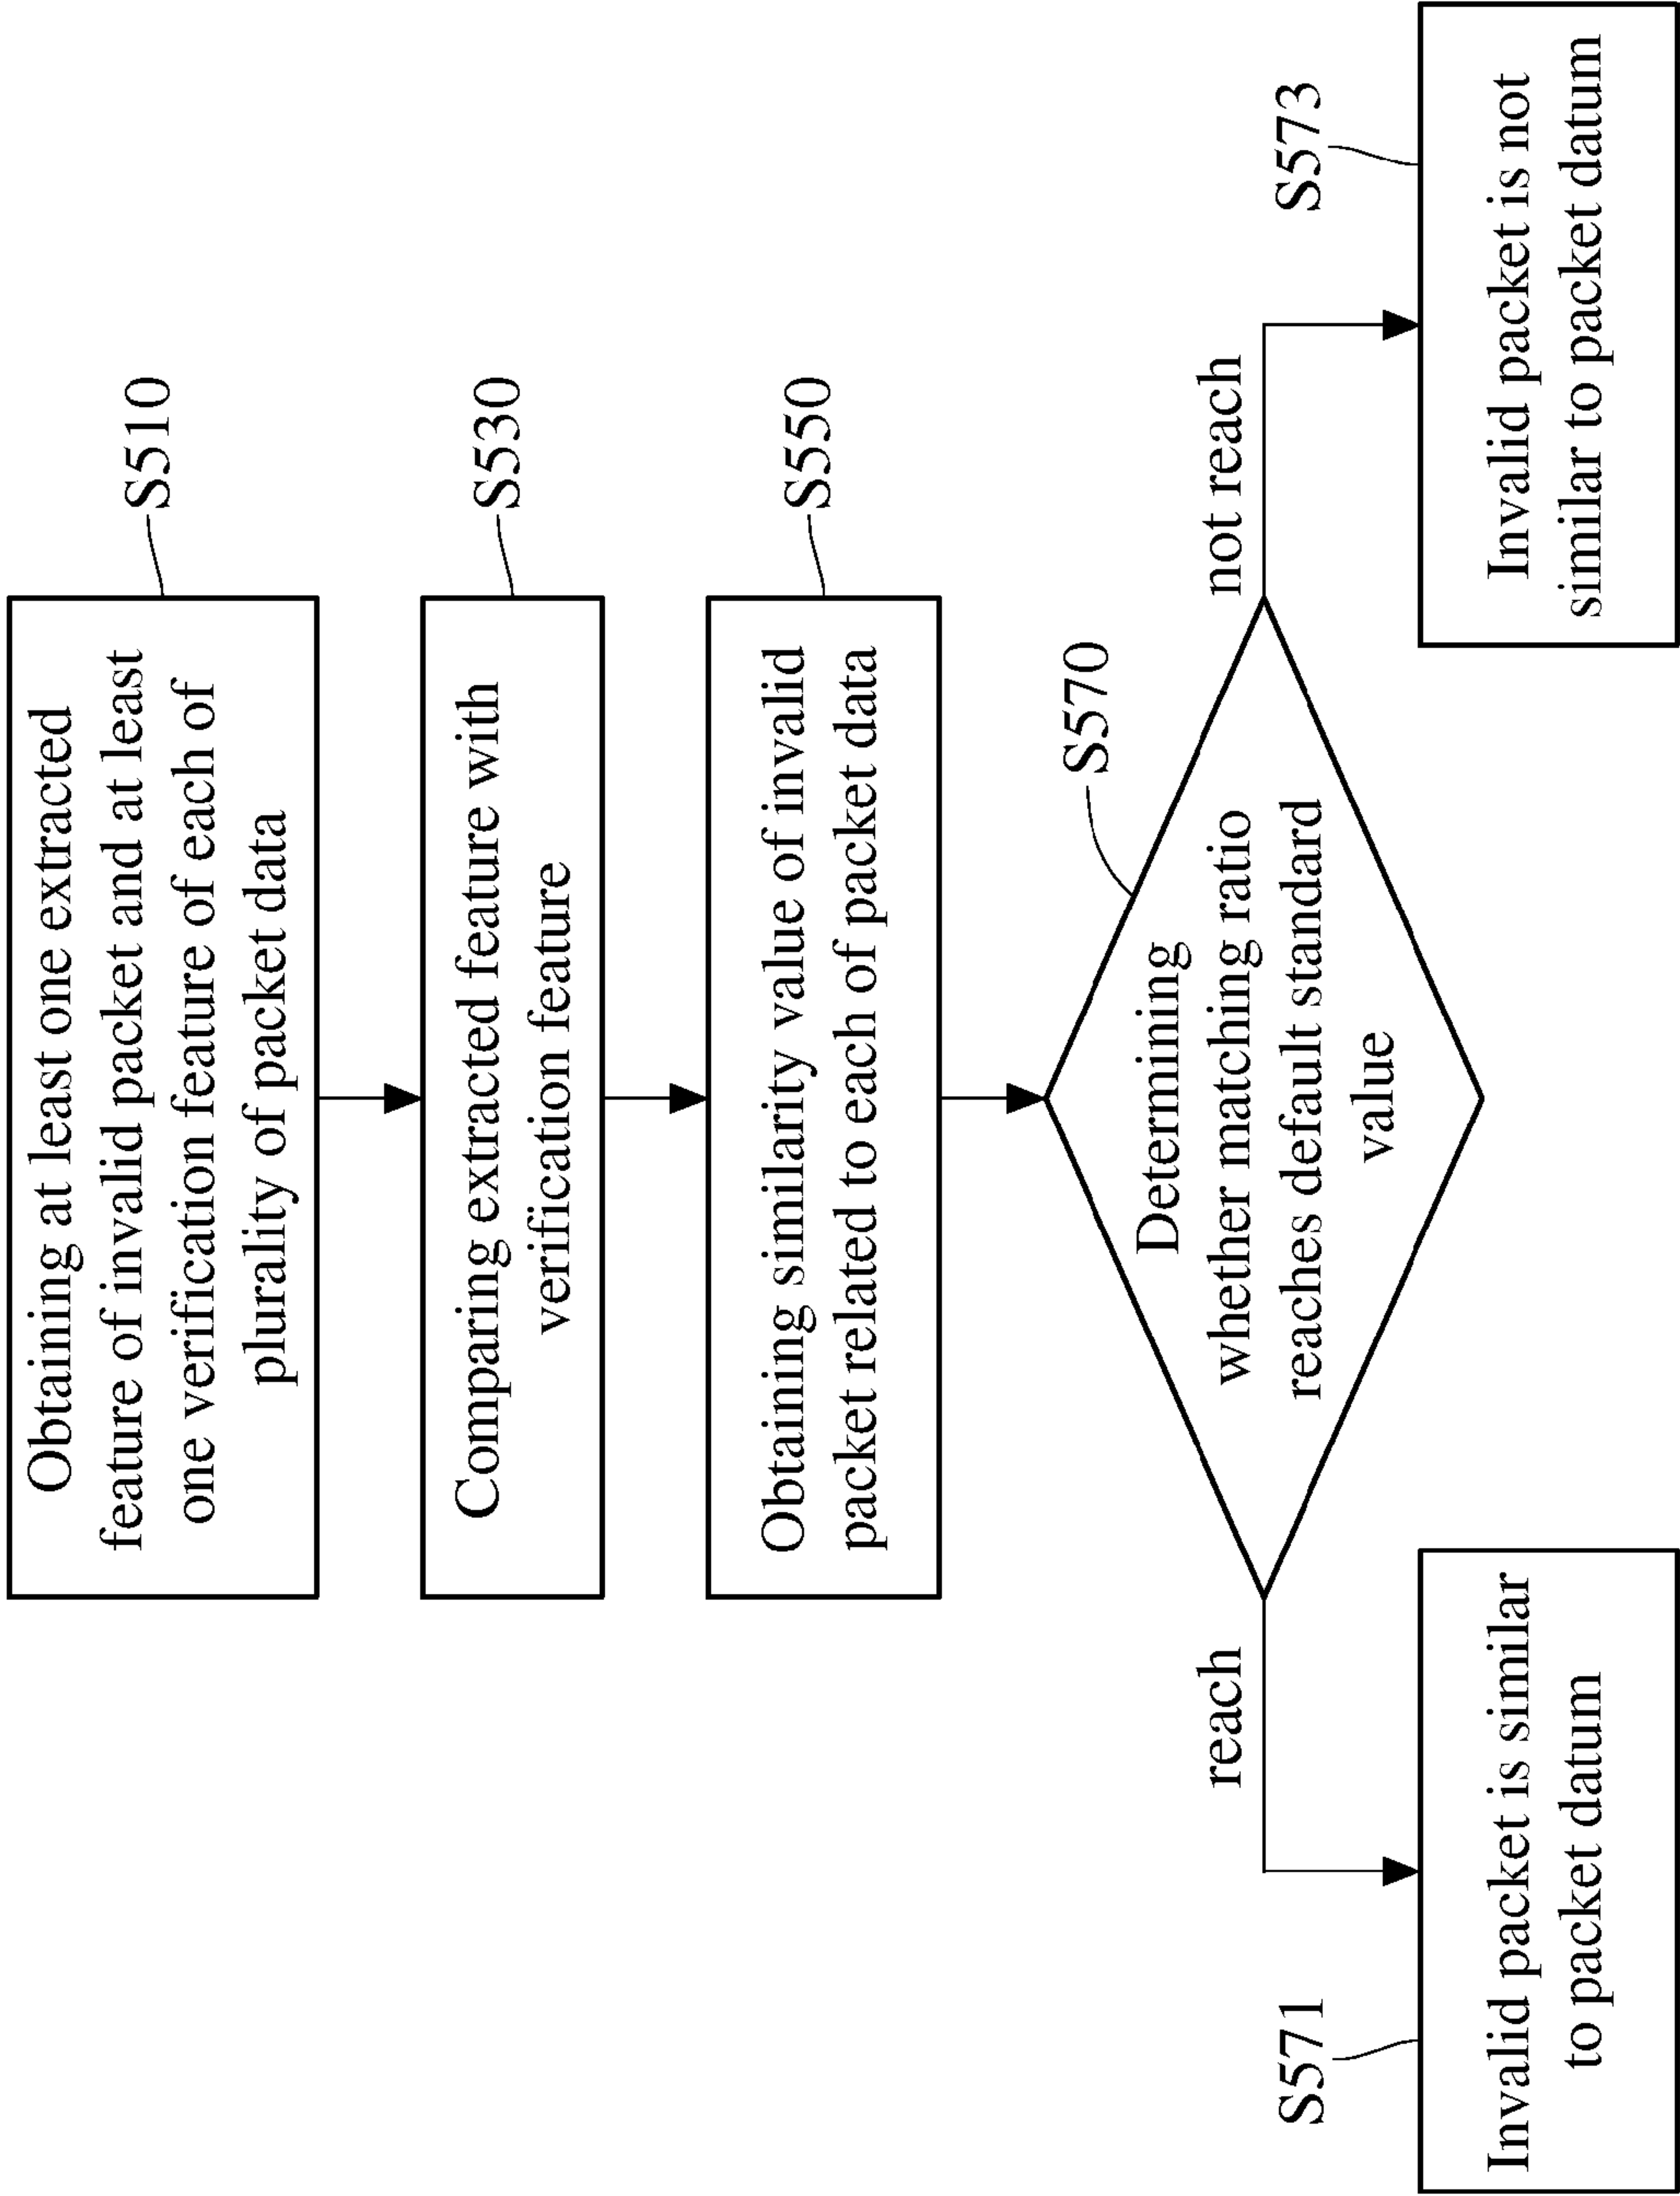 Obtaining at least one extracted
feature of invalid packet and at least
one verification feature of each of
plurality of packet data
S510
Comparing extracted feature with
verification feature
S530
Obtaining similarity value of invalid
packet related to each of packet data
S550
S570
Determining
whether matching ratio
reaches default standard
value
reach
not reach
S571
Invalid packet is similar
to packet datum
S573
Invalid packet is not
similar to packet datum